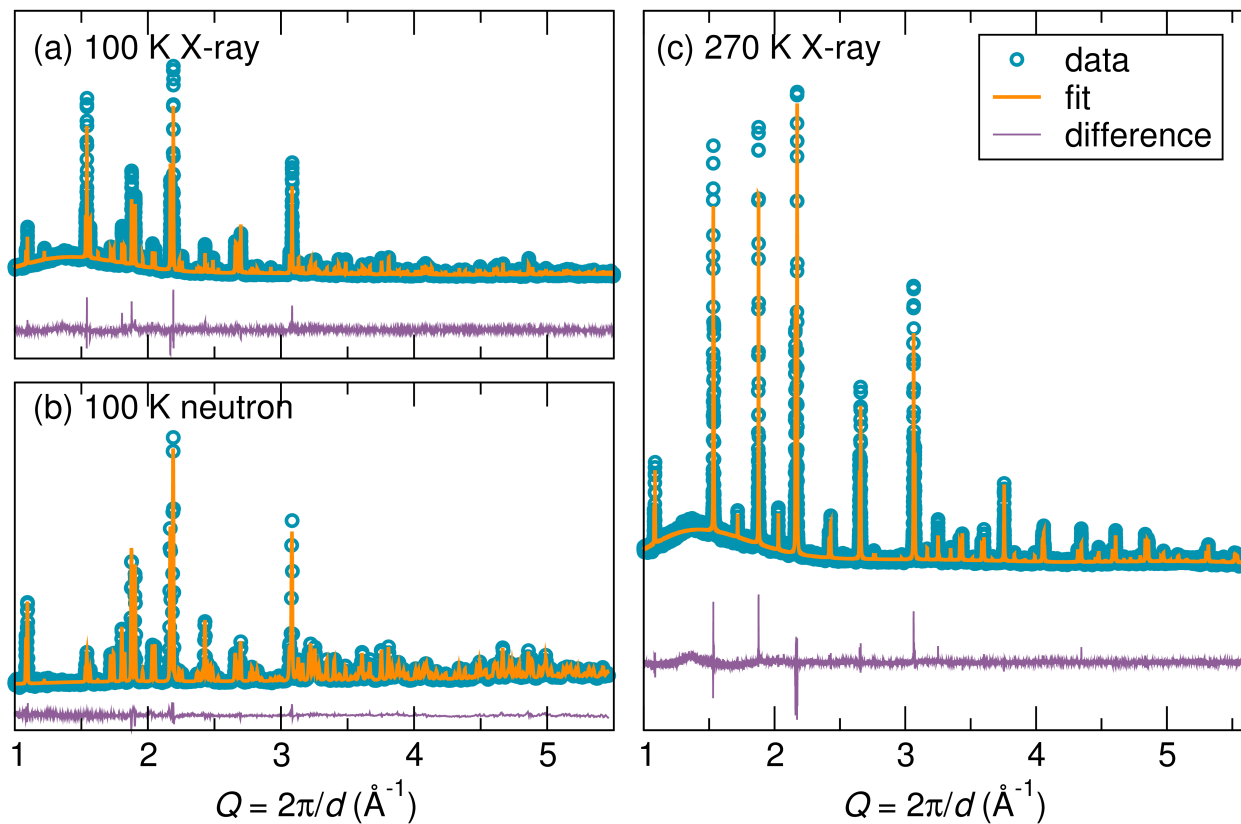 (a) 100 K X-ray
(b) 100 K neutron
1 2 3 4 5
Q = 2π/d (Å⁻¹)
(c) 270 K X-ray
data
fit
difference
1 2 3 4 5
Q = 2π/d (Å⁻¹)